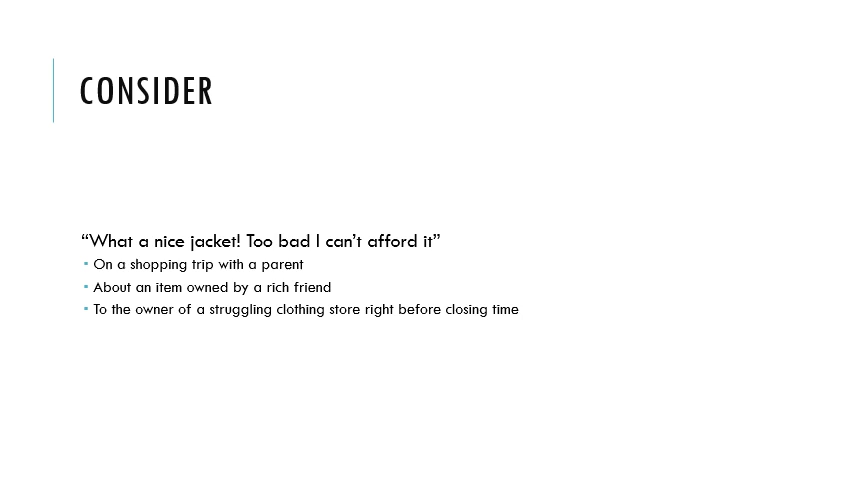 CONSIDER
“What a nice jacket! Too bad I can’t afford it”
▪ On a shopping trip with a parent
▪ About an item owned by a rich friend
▪ To the owner of a struggling clothing store right before closing time